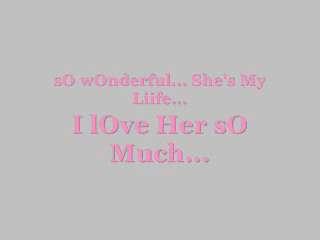 sO wOnderful... She's My
Liife...
I lOve Her sO
Much...